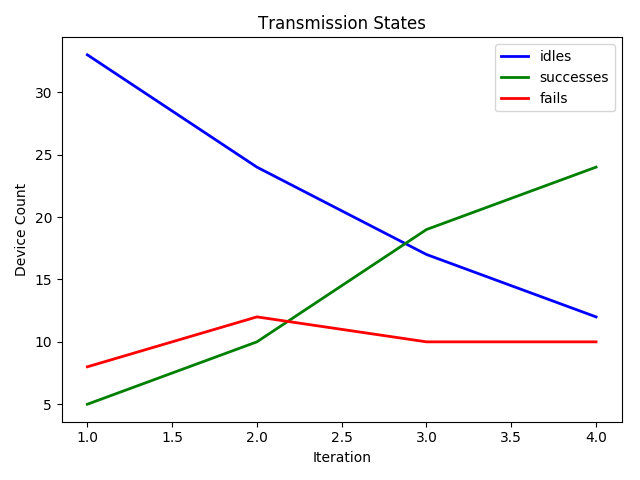 Transmission States
idles
successes
fails
Device Count
30
25
20
15
10
5
1.0 1.5 2.0 2.5 3.0 3.5 4.0
Iteration